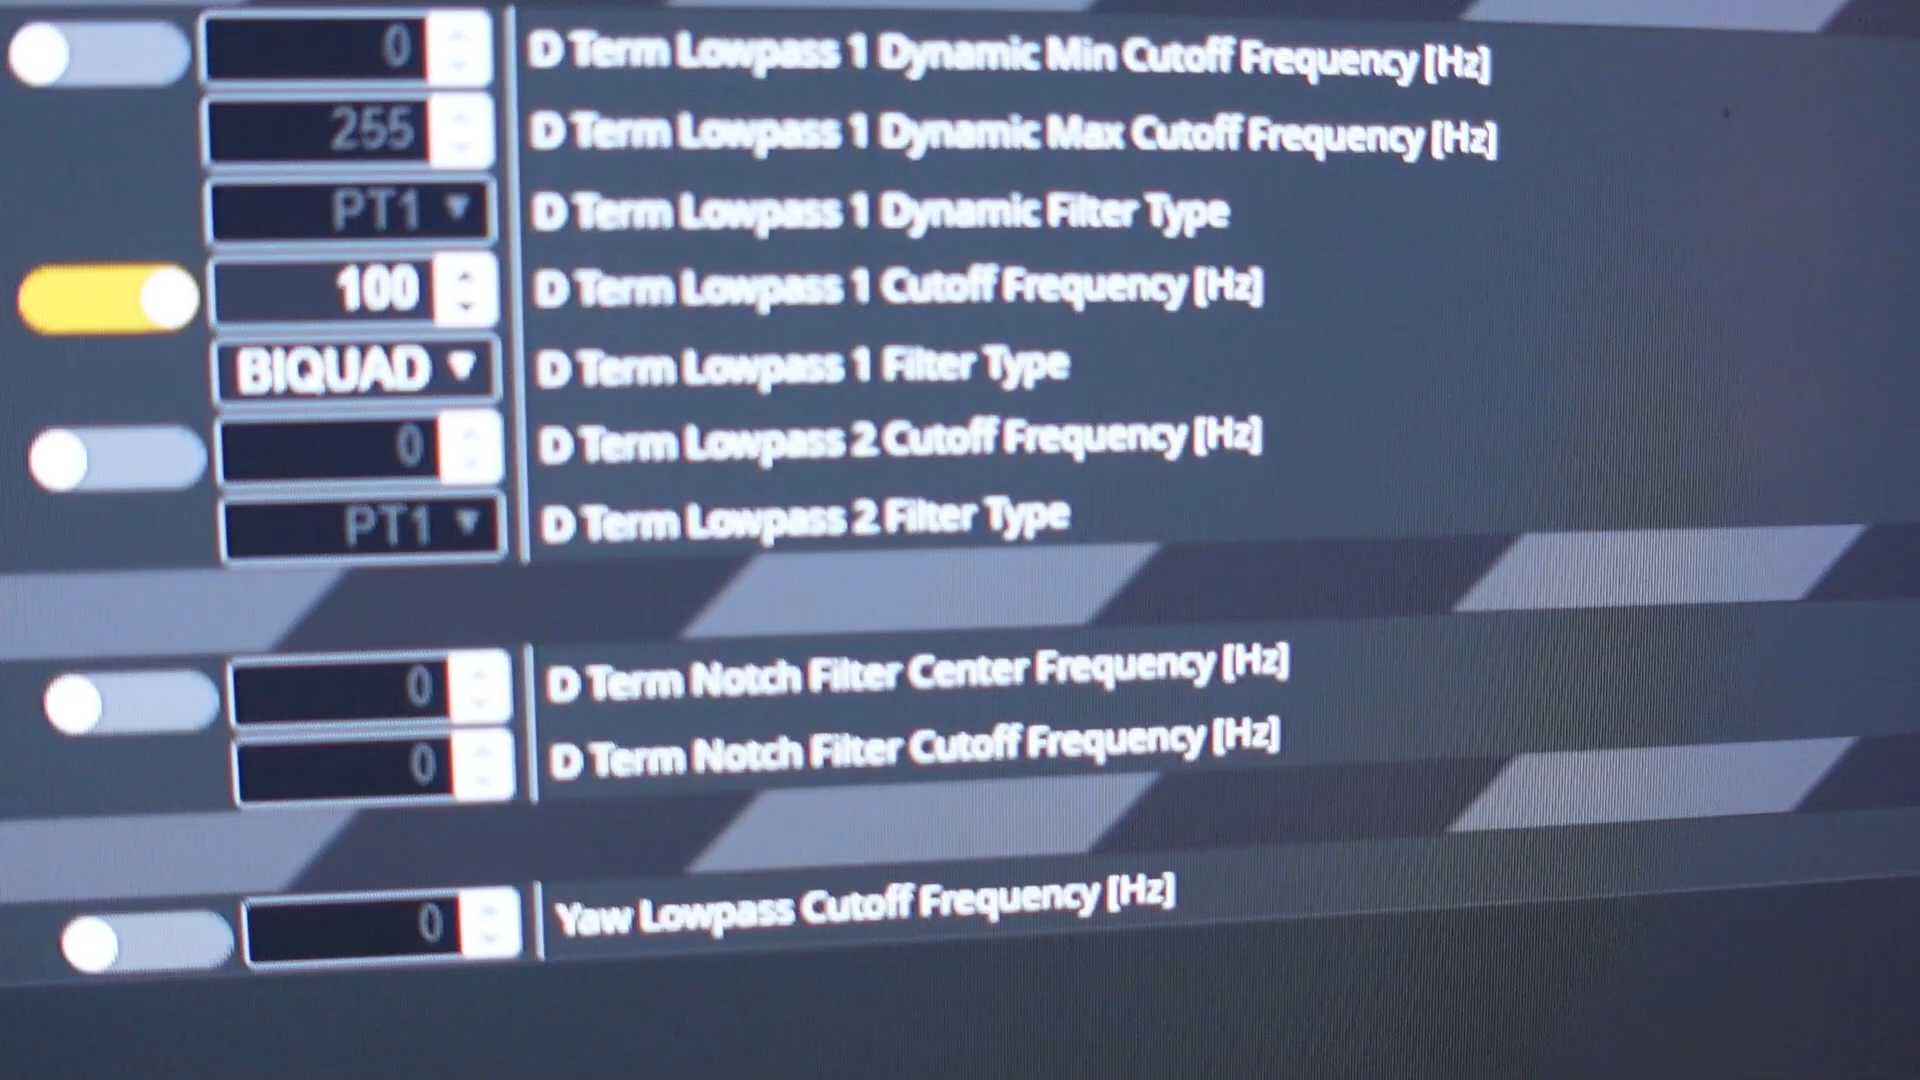 0 D Term Lowpass 1 Dynamic Min Cutoff Frequency [Hz]
255 D Term Lowpass 1 Dynamic Max Cutoff Frequency [Hz]
PT1 D Term Lowpass 1 Dynamic Filter Type
100 D Term Lowpass 1 Cutoff Frequency [Hz]
BIQUAD D Term Lowpass 1 Filter Type
0 D Term Lowpass 2 Cutoff Frequency [Hz]
PT1 D Term Lowpass 2 Filter Type
0 D Term Notch Filter Center Frequency [Hz]
0 D Term Notch Filter Cutoff Frequency [Hz]
0 Yaw Lowpass Cutoff Frequency [Hz]